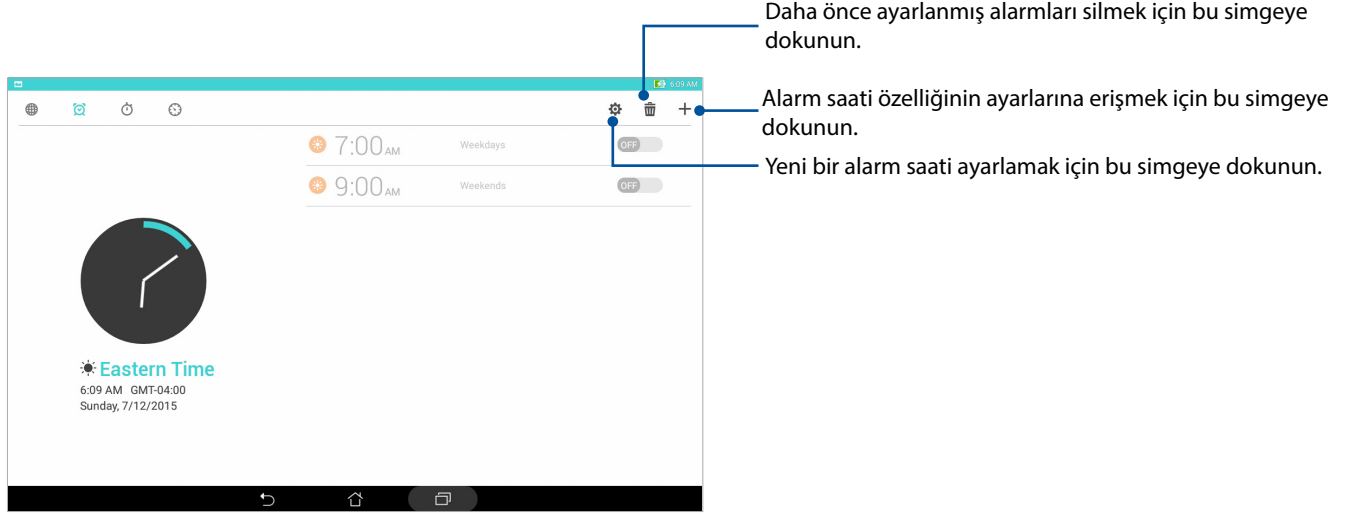 Daha önce ayarlanmış alarmları silmek için bu simgeye
dokunun.
6:09 AM
Alarm saati özelliğinin ayarlarına erişmek için bu simgeye
dokunun.
7:00 AM Weekdays OFF
Yeni bir alarm saati ayarlamak için bu simgeye dokunun.
9:00 AM Weekends OFF
Eastern Time
6:09 AM GMT-04:00
Sunday, 7/12/2015